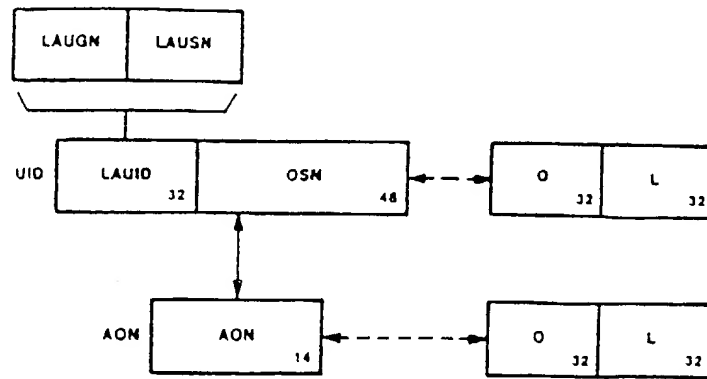 LAUGN LAUSN
UID LAUID 32 OSN 48 O 32 L 32
AON AON 14 O 32 L 32